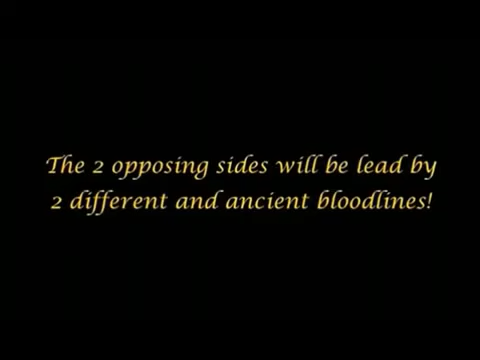 The 2 opposing sides will be lead by
2 different and ancient bloodlines!